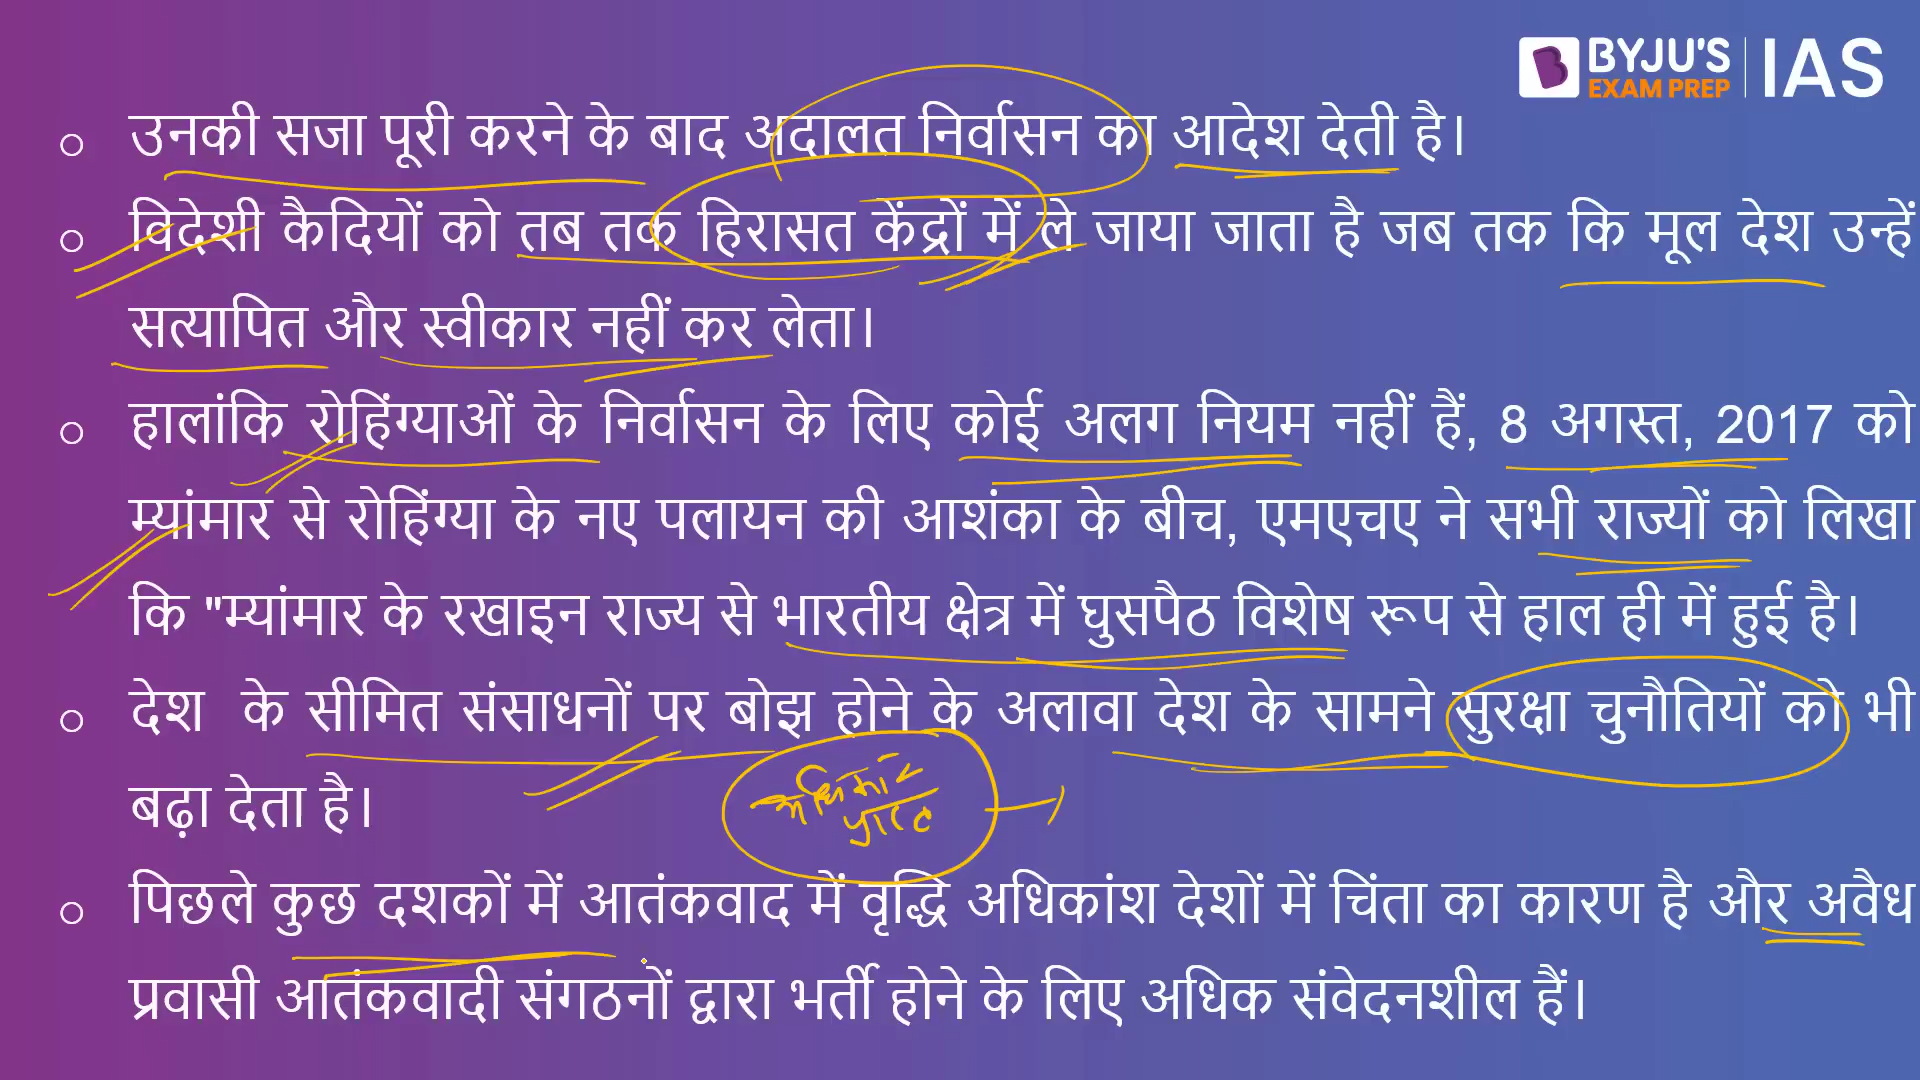 BYJU'S
EXAM PREP
IAS
उनकी सजा पूरी करने के बाद अदालत निर्वासन का आदेश देती है।
विदेशी कैदियों को तब तक हिरासत केंद्रों में ले जाया जाता है जब तक कि मूल देश उन्हें
सत्यापित और स्वीकार नहीं कर लेता।
हालांकि रोहिंग्याओं के निर्वासन के लिए कोई अलग नियम नहीं हैं, 8 अगस्त, 2017 को
म्यांमार से रोहिंग्या के नए पलायन की आशंका के बीच, एमएचए ने सभी राज्यों को लिखा
कि "म्यांमार के रखाइन राज्य से भारतीय क्षेत्र में घुसपैठ विशेष रूप से हाल ही में हुई है।
देश के सीमित संसाधनों पर बोझ होने के अलावा देश के सामने सुरक्षा चुनौतियों को भी
बढ़ा देता है।
पिछले कुछ दशकों में आतंकवाद में वृद्धि अधिकांश देशों में चिंता का कारण है और अवैध
प्रवासी आतंकवादी संगठनों द्वारा भर्ती होने के लिए अधिक संवेदनशील हैं।